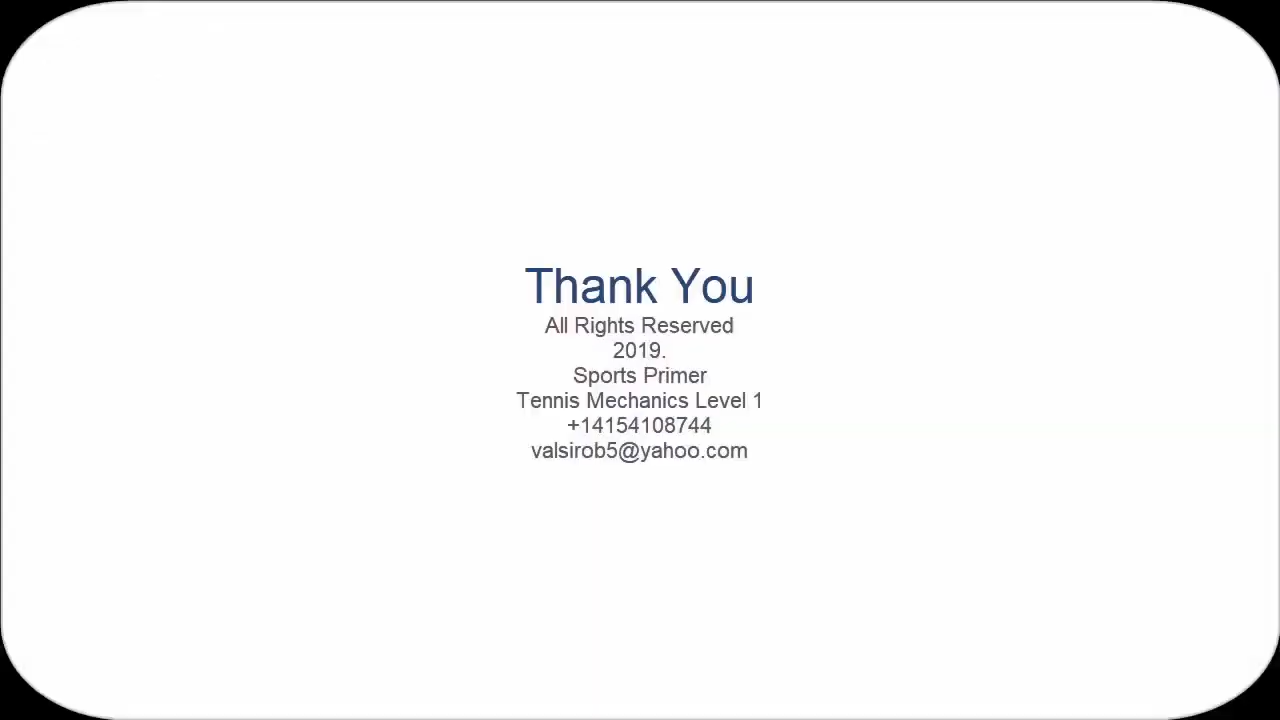 Thank You
All Rights Reserved
2019.
Sports Primer
Tennis Mechanics Level 1
+14154108744
valsirob5@yahoo.com